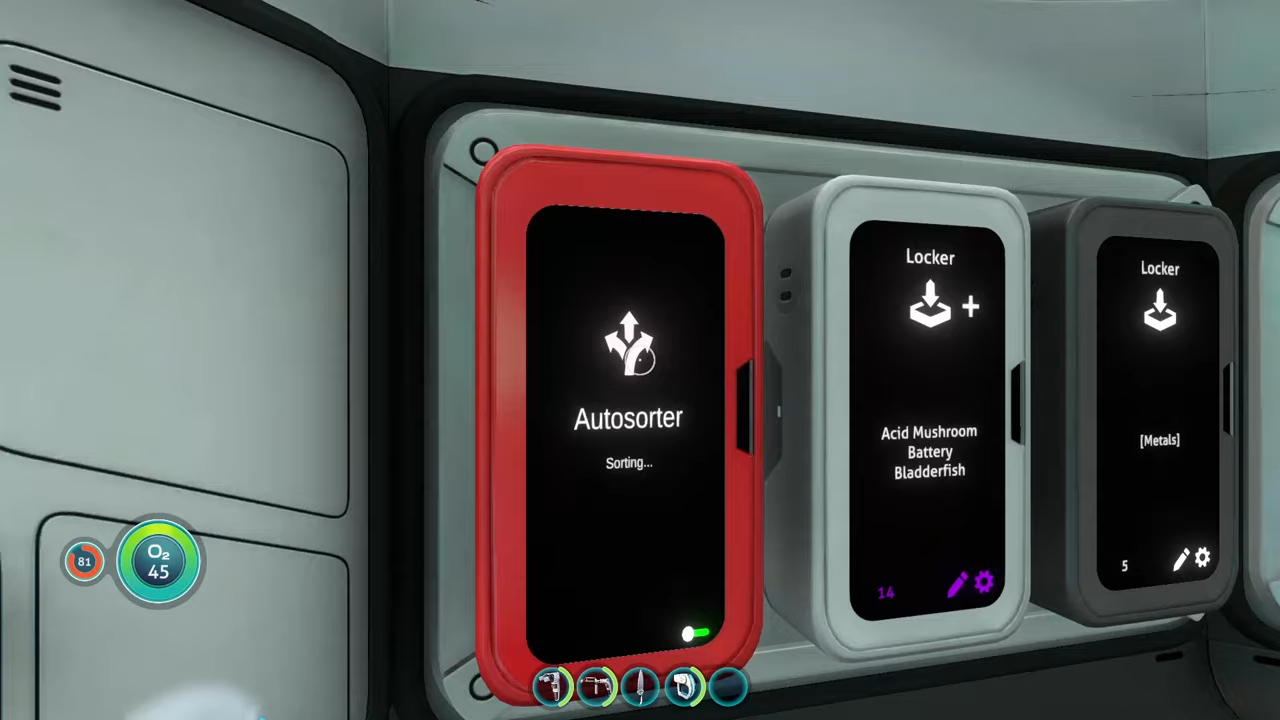 Autosorter
Sorting...
Locker
+
Acid Mushroom
Battery
Bladderfish
14
Locker
[Metals]
5
81
O₂
45